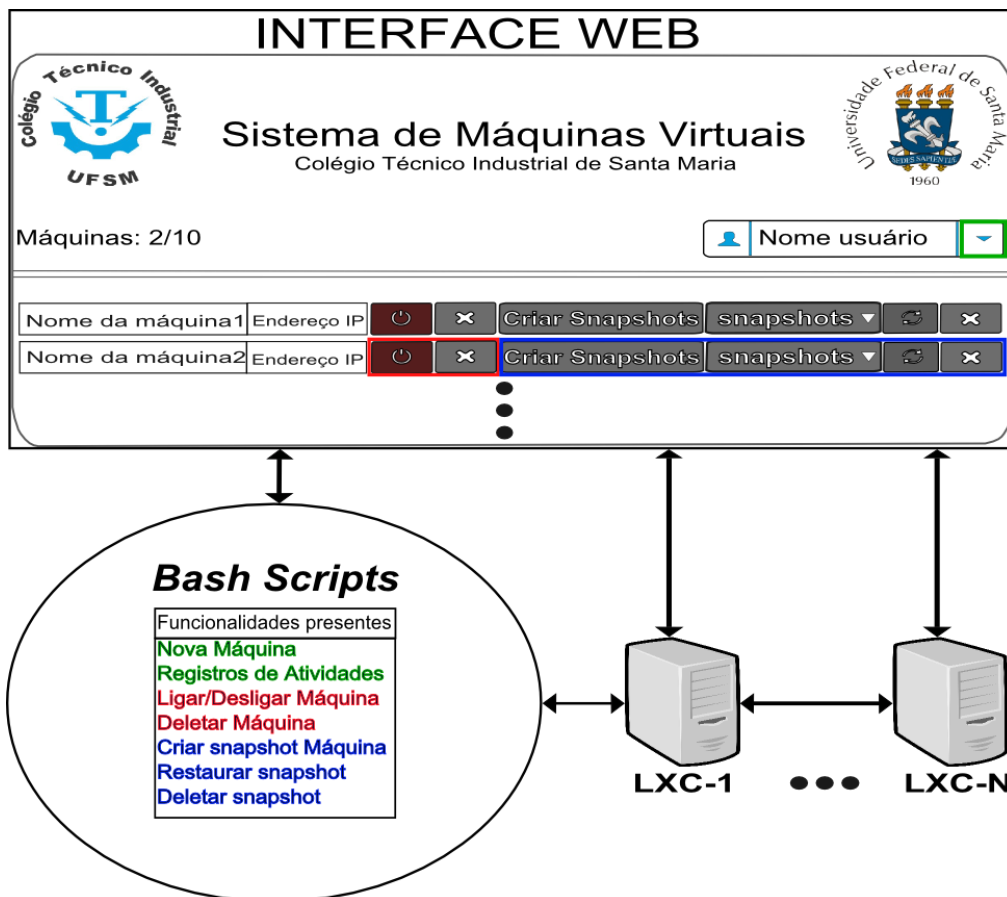 INTERFACE WEB
Colégio Técnico Industrial
UFSM
Sistema de Máquinas Virtuais
Colégio Técnico Industrial de Santa Maria
Universidade Federal de Santa Maria
SEDES SAPIENTIÆ
1960
Máquinas: 2/10
Nome usuário
Nome da máquina1 Endereço IP Criar Snapshots snapshots
Nome da máquina2 Endereço IP Criar Snapshots snapshots
Bash Scripts
Funcionalidades presentes
Nova Máquina
Registros de Atividades
Ligar/Desligar Máquina
Deletar Máquina
Criar snapshot Máquina
Restaurar snapshot
Deletar snapshot
LXC-1
LXC-N